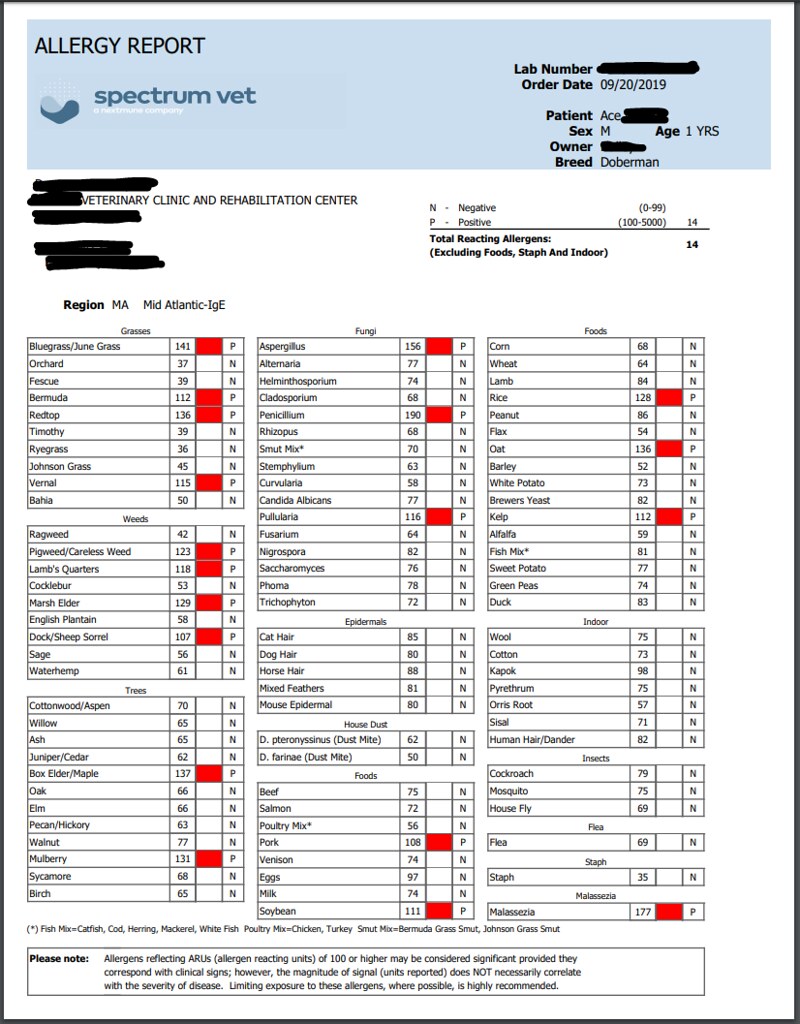 ALLERGY REPORT
spectrum vet
a nextmune company
Lab Number
Order Date 09/20/2019
Patient Ace
Sex M Age 1 YRS
Owner
Breed Doberman
VETERINARY CLINIC AND REHABILITATION CENTER
N - Negative (0-99)
P - Positive (100-5000) 14
Total Reacting Allergens: 14
(Excluding Foods, Staph And Indoor)
Region MA Mid Atlantic-IgE
Grasses
Bluegrass/June Grass 141 P
Orchard 37 N
Fescue 39 N
Bermuda 112 P
Redtop 136 P
Timothy 39 N
Ryegrass 36 N
Johnson Grass 45 N
Vernal 115 P
Bahia 50 N
Weeds
Ragweed 42 N
Pigweed/Careless Weed 123 P
Lamb's Quarters 118 P
Cocklebur 53 N
Marsh Elder 129 P
English Plantain 58 N
Dock/Sheep Sorrel 107 P
Sage 56 N
Waterhemp 61 N
Trees
Cottonwood/Aspen 70 N
Willow 65 N
Ash 65 N
Juniper/Cedar 62 N
Box Elder/Maple 137 P
Oak 66 N
Elm 66 N
Pecan/Hickory 63 N
Walnut 77 N
Mulberry 131 P
Sycamore 68 N
Birch 65 N
Fungi
Aspergillus 156 P
Alternaria 77 N
Helminthosporium 74 N
Cladosporium 68 N
Penicillium 190 P
Rhizopus 68 N
Smut Mix* 70 N
Stemphylium 63 N
Curvularia 58 N
Candida Albicans 77 N
Pullularia 116 P
Fusarium 64 N
Nigrospora 82 N
Saccharomyces 76 N
Phoma 78 N
Trichophyton 72 N
Epidermals
Cat Hair 85 N
Dog Hair 80 N
Horse Hair 88 N
Mixed Feathers 81 N
Mouse Epidermal 80 N
House Dust
D. pteronyssinus (Dust Mite) 62 N
D. farinae (Dust Mite) 50 N
Foods
Beef 75 N
Salmon 72 N
Poultry Mix* 56 N
Pork 108 P
Venison 74 N
Eggs 97 N
Milk 74 N
Soybean 111 P
Foods
Corn 68 N
Wheat 64 N
Lamb 84 N
Rice 128 P
Peanut 86 N
Flax 54 N
Oat 136 P
Barley 52 N
White Potato 73 N
Brewers Yeast 82 N
Kelp 112 P
Alfalfa 59 N
Fish Mix* 81 N
Sweet Potato 77 N
Green Peas 74 N
Duck 83 N
Indoor
Wool 75 N
Cotton 73 N
Kapok 98 N
Pyrethrum 75 N
Orris Root 57 N
Sisal 71 N
Human Hair/Dander 82 N
Insects
Cockroach 79 N
Mosquito 75 N
House Fly 69 N
Flea
Flea 69 N
Staph
Staph 35 N
Malassezia
Malassezia 177 P
(*) Fish Mix=Catfish, Cod, Herring, Mackerel, White Fish Poultry Mix=Chicken, Turkey Smut Mix=Bermuda Grass Smut, Johnson Grass Smut
Please note: Allergens reflecting ARUs (allergen reacting units) of 100 or higher may be considered significant provided they
correspond with clinical signs; however, the magnitude of signal (units reported) does NOT necessarily correlate
with the severity of disease. Limiting exposure to these allergens, where possible, is highly recommended.